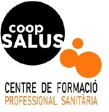 coop
SALUS
CENTRE DE FORMACIÓ
PROFESSIONAL SANITÀRIA